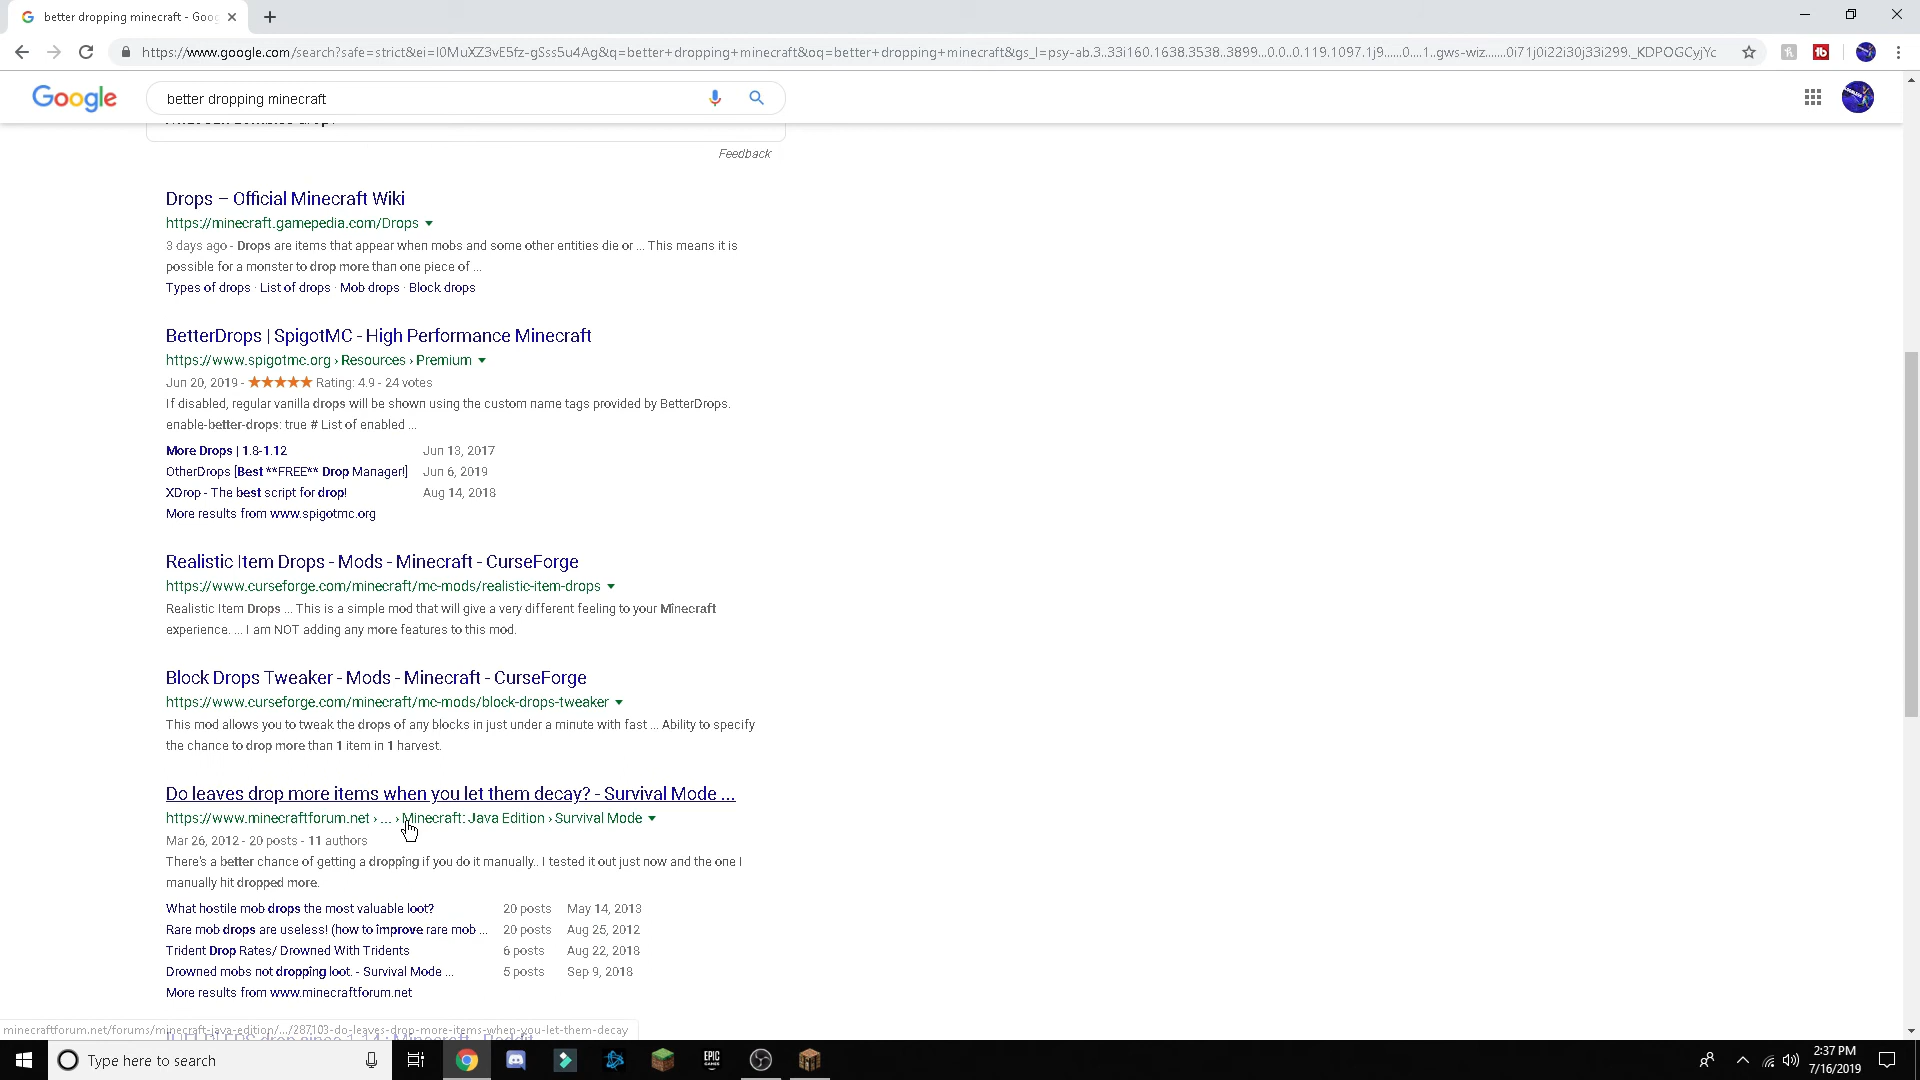 better dropping minecraft - Goo
https://www.google.com/search?safe=strict&ei=I0MuXZ3vE5fz-gSss5u4Ag&q=better+dropping+minecraft&oq=better+dropping+minecraft&gs_l=psy-ab.3..33i160.1638.3538..3899...0.0..0.119.1097.1j9......0....1..gws-wiz.......0i71j0i22i30j33i299._KDPOGCyjYc
Google
better dropping minecraft
Feedback
Drops – Official Minecraft Wiki
https://minecraft.gamepedia.com/Drops
3 days ago - Drops are items that appear when mobs and some other entities die or ... This means it is
possible for a monster to drop more than one piece of ...
Types of drops · List of drops · Mob drops · Block drops
BetterDrops | SpigotMC - High Performance Minecraft
https://www.spigotmc.org › Resources › Premium
Jun 20, 2019 - ★★★★★ Rating: 4.9 - 24 votes
If disabled, regular vanilla drops will be shown using the custom name tags provided by BetterDrops.
enable-better-drops: true # List of enabled ...
More Drops | 1.8-1.12 Jun 13, 2017
OtherDrops [Best **FREE** Drop Manager!] Jun 6, 2019
XDrop - The best script for drop! Aug 14, 2018
More results from www.spigotmc.org
Realistic Item Drops - Mods - Minecraft - CurseForge
https://www.curseforge.com/minecraft/mc-mods/realistic-item-drops
Realistic Item Drops ... This is a simple mod that will give a very different feeling to your Minecraft
experience. ... I am NOT adding any more features to this mod.
Block Drops Tweaker - Mods - Minecraft - CurseForge
https://www.curseforge.com/minecraft/mc-mods/block-drops-tweaker
This mod allows you to tweak the drops of any blocks in just under a minute with fast ... Ability to specify
the chance to drop more than 1 item in 1 harvest.
Do leaves drop more items when you let them decay? - Survival Mode ...
https://www.minecraftforum.net › ... › Minecraft: Java Edition › Survival Mode
Mar 26, 2012 - 20 posts - 11 authors
There's a better chance of getting a dropping if you do it manually.. I tested it out just now and the one I
manually hit dropped more.
What hostile mob drops the most valuable loot? 20 posts May 14, 2013
Rare mob drops are useless! (how to improve rare mob ... 20 posts Aug 25, 2012
Trident Drop Rates/ Drowned With Tridents 6 posts Aug 22, 2018
Drowned mobs not dropping loot. - Survival Mode ... 5 posts Sep 9, 2018
More results from www.minecraftforum.net
minecraftforum.net/forums/minecraft-java-edition/.../287103-do-leaves-drop-more-items-when-you-let-them-decay
Type here to search
EPIC
GAMES
2:37 PM
7/16/2019